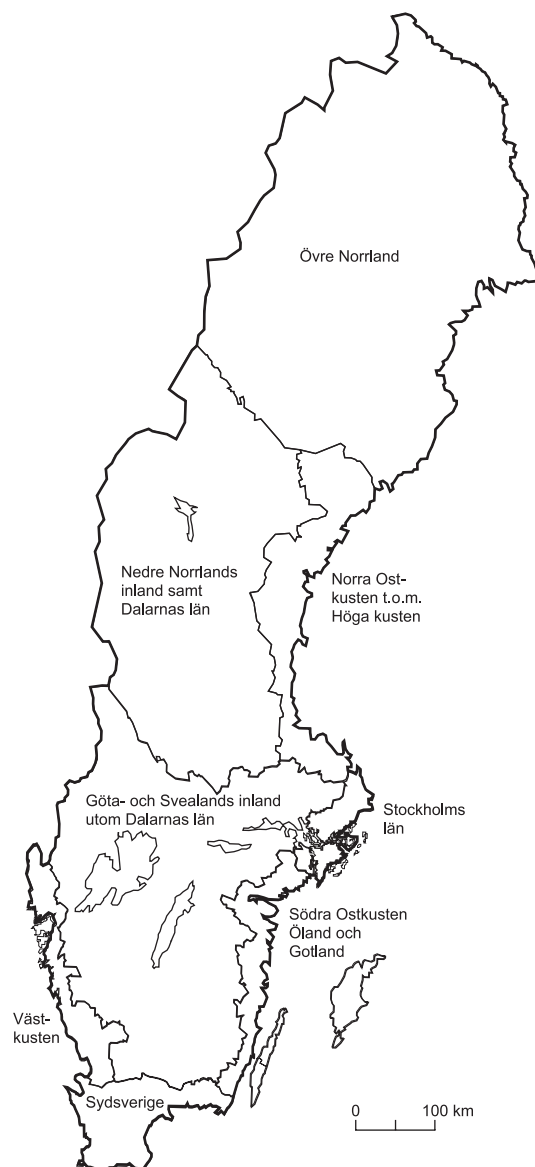 Övre Norrland
Nedre Norrlands
inland samt
Dalarnas län
Norra Ost-
kusten t.o.m.
Höga kusten
Göta- och Svealands inland
utom Dalarnas län
Stockholms
län
Södra Ostkusten
Öland och
Gotland
Väst-
kusten
Sydsverige
0 100 km